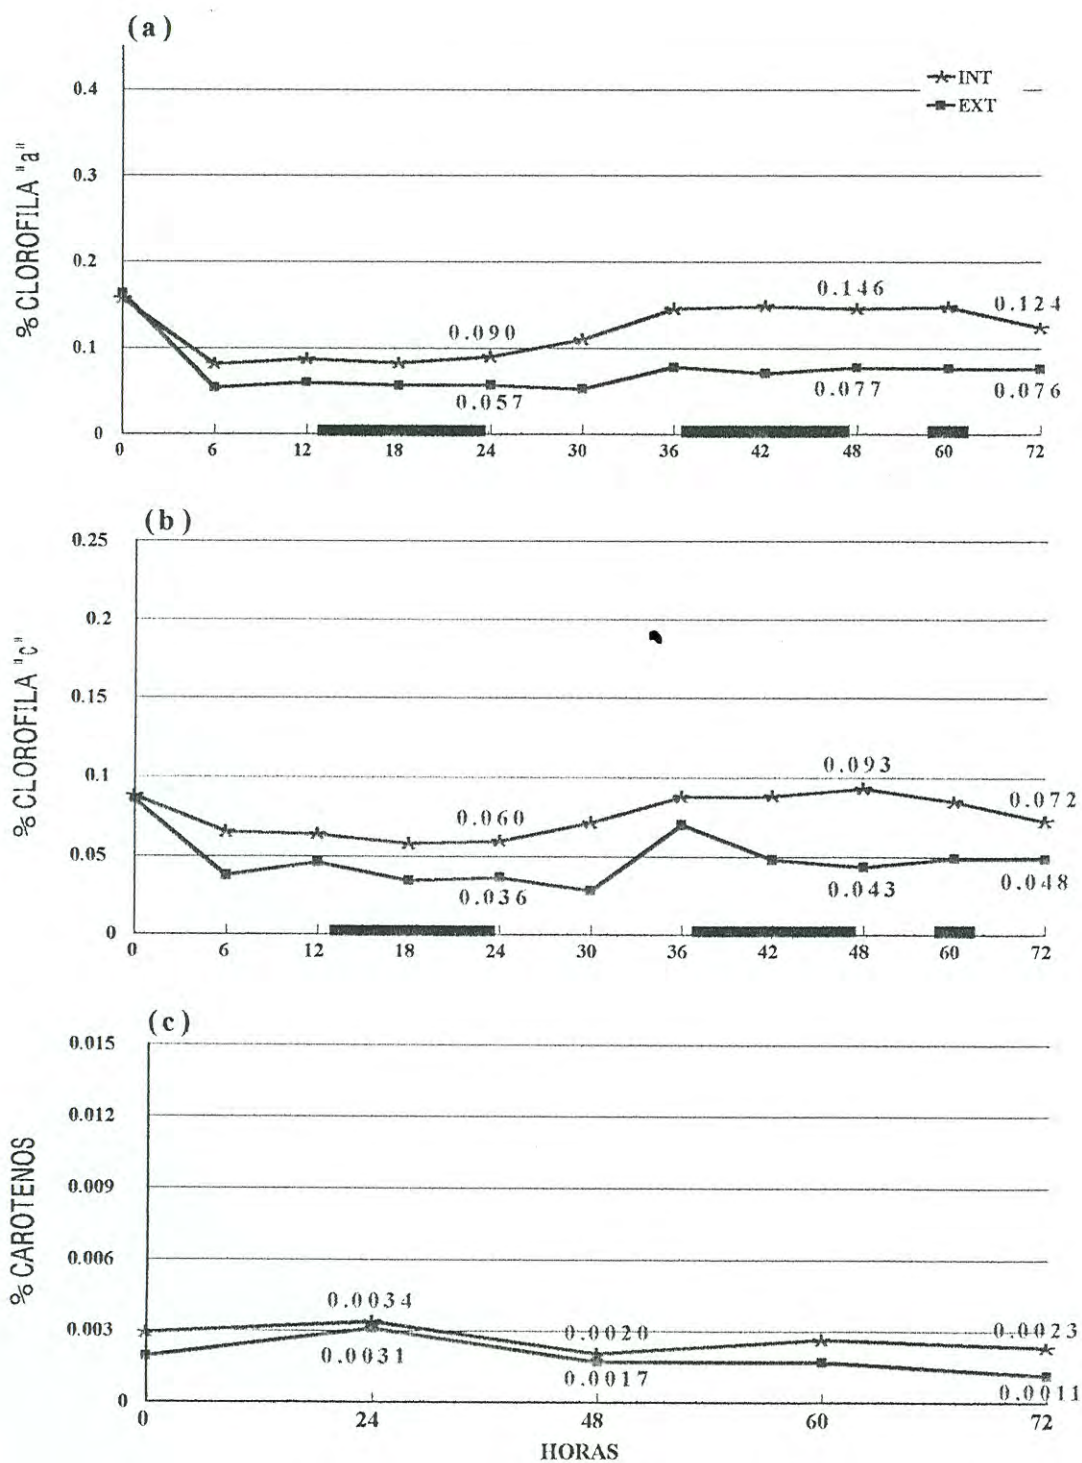 (a)
% CLOROFILA "a"
0.4
0.3
0.2
0.1
0
INT
EXT
0.090
0.146
0.124
0.057
0.077
0.076
0 6 12 18 24 30 36 42 48 60 72
(b)
% CLOROFILA "c"
0.25
0.2
0.15
0.1
0.05
0
0.060
0.093
0.072
0.036
0.043
0.048
0 6 12 18 24 30 36 42 48 60 72
(c)
% CAROTENOS
0.015
0.012
0.009
0.006
0.003
0
0.0034
0.0020
0.0023
0.0031
0.0017
0.0011
0 24 48 60 72
HORAS